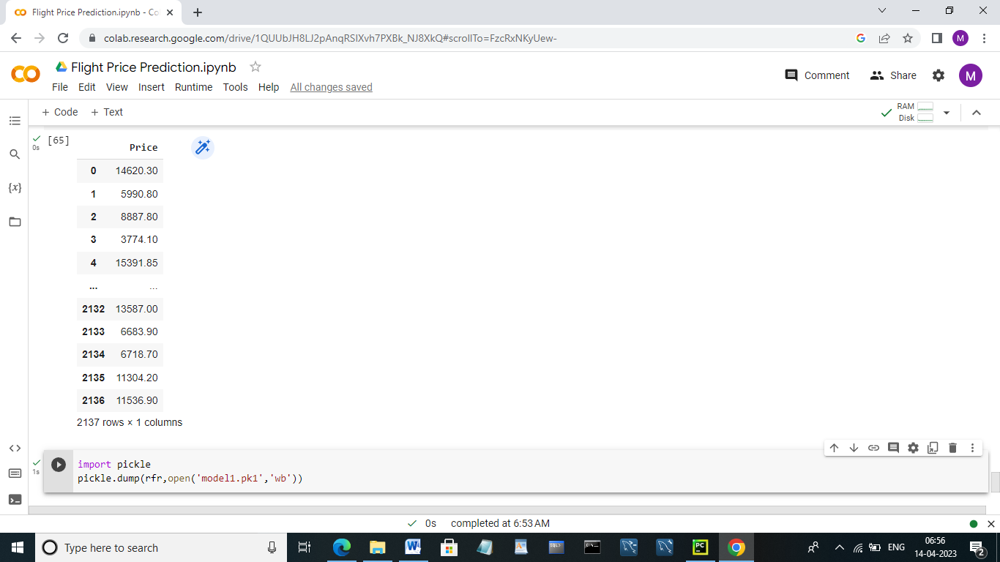 Flight Price Prediction.ipynb - Co
colab.research.google.com/drive/1QUUbJH8LJ2pAnqRSIXvh7PXBk_NJ8XkQ#scrollTo=FzcRxNKyUew-
M
Flight Price Prediction.ipynb
Comment
Share
M
File Edit View Insert Runtime Tools Help All changes saved
+ Code + Text
RAM
Disk
[65]
0s
Price
0 14620.30
1 5990.80
{x}
2 8887.80
3 3774.10
4 15391.85
... ...
2132 13587.00
2133 6683.90
2134 6718.70
2135 11304.20
2136 11536.90
2137 rows × 1 columns
1s
import pickle
pickle.dump(rfr,open('model1.pk1','wb'))
0s completed at 6:53 AM
Type here to search
W
SQL
PC
ENG
06:56
14-04-2023
2